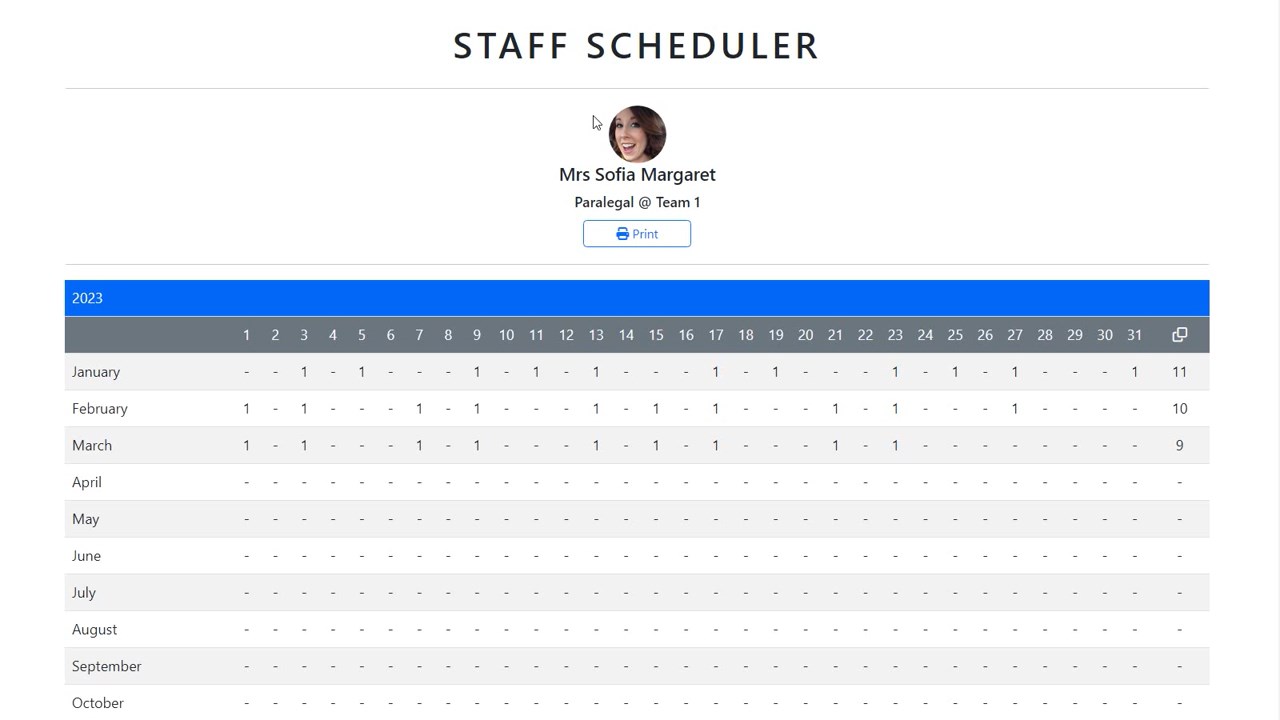 STAFF SCHEDULER
Mrs Sofia Margaret
Paralegal @ Team 1
Print
2023
1 2 3 4 5 6 7 8 9 10 11 12 13 14 15 16 17 18 19 20 21 22 23 24 25 26 27 28 29 30 31
January - - 1 - 1 - - - 1 - 1 - 1 - - - 1 - 1 - - - 1 - 1 - 1 - - - 1 11
February 1 - 1 - - - 1 - 1 - - - 1 - 1 - 1 - - - 1 - 1 - - - 1 - - - - 10
March 1 - 1 - - - 1 - 1 - - - 1 - 1 - 1 - - - 1 - 1 - - - - - - - - 9
April - - - - - - - - - - - - - - - - - - - - - - - - - - - - - - - -
May - - - - - - - - - - - - - - - - - - - - - - - - - - - - - - - -
June - - - - - - - - - - - - - - - - - - - - - - - - - - - - - - - -
July - - - - - - - - - - - - - - - - - - - - - - - - - - - - - - - -
August - - - - - - - - - - - - - - - - - - - - - - - - - - - - - - - -
September - - - - - - - - - - - - - - - - - - - - - - - - - - - - - - - -
October - - - - - - - - - - - - - - - - - - - - - - - - - - - - - - - -